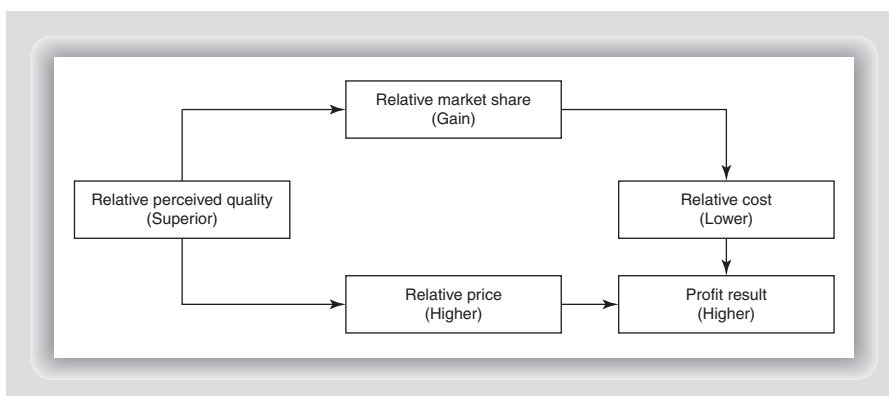 Relative market share
(Gain)
Relative perceived quality
(Superior)
Relative cost
(Lower)
Relative price
(Higher)
Profit result
(Higher)